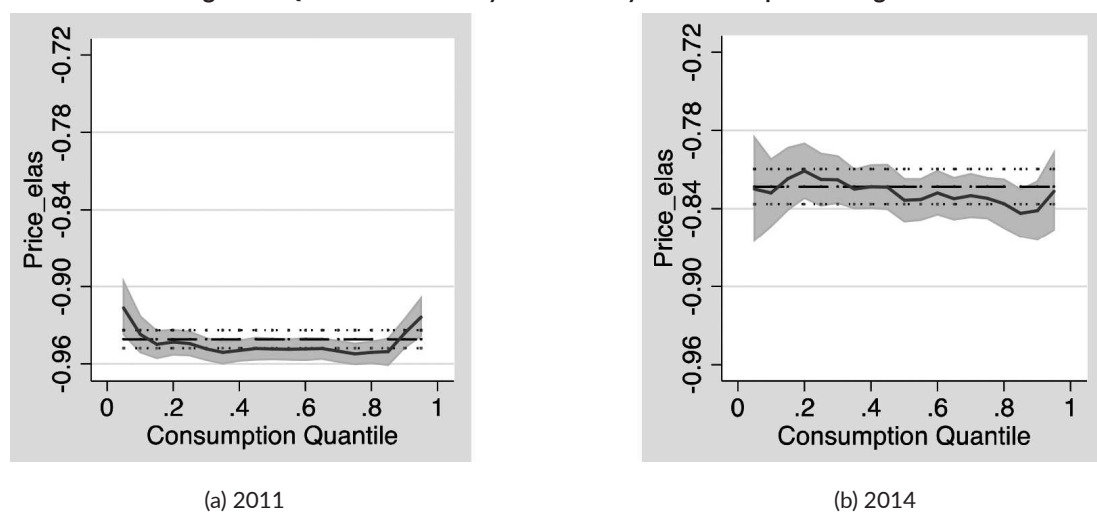 -0.72
-0.78
-0.84
-0.90
-0.96
Price_elas
0 .2 .4 .6 .8 1
Consumption Quantile
(a) 2011
-0.72
-0.78
-0.84
-0.90
-0.96
Price_elas
0 .2 .4 .6 .8 1
Consumption Quantile
(b) 2014